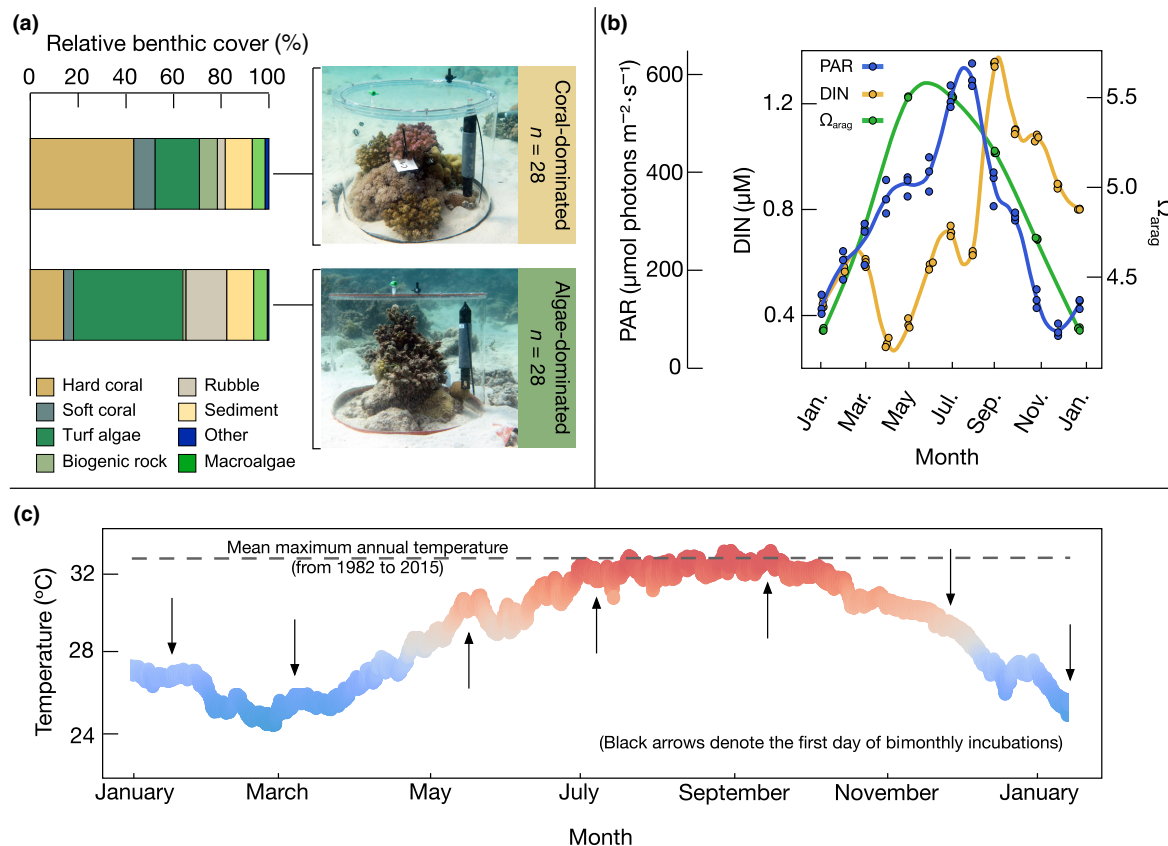 (a)
Relative benthic cover (%)
0 20 40 60 80 100
Coral-dominated
n = 28
Algae-dominated
n = 28
Hard coral
Soft coral
Turf algae
Biogenic rock
Rubble
Sediment
Other
Macroalgae
(b)
PAR (µmol photons m⁻²·s⁻¹)
600
400
200
0
DIN (µM)
1.2
0.8
0.4
PAR
DIN
Ωarag
5.5
5.0
4.5
Ωarag
Jan. Mar. May Jul. Sep. Nov. Jan.
Month
(c)
Mean maximum annual temperature
(from 1982 to 2015)
Temperature (°C)
32
28
24
(Black arrows denote the first day of bimonthly incubations)
January March May July September November January
Month